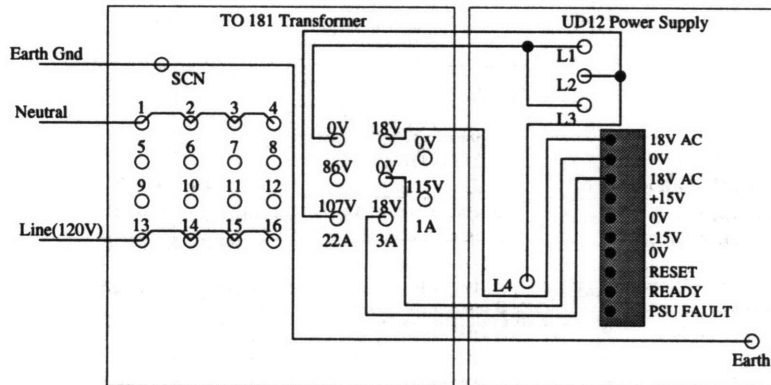 TO 181 Transformer
UD12 Power Supply
Earth Gnd
SCN
L1
L2
L3
Neutral
1 2 3 4
5 6 7 8
9 10 11 12
Line(120V)
13 14 15 16
0V 18V 0V
86V 0V 115V
107V 18V
22A 3A 1A
L4
18V AC
0V
18V AC
+15V
0V
-15V
0V
RESET
READY
PSU FAULT
Earth